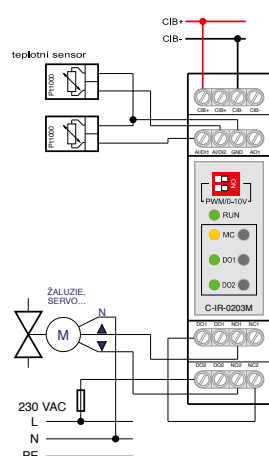 CIB+
CIB-
teplotní sensor
Pt1000
Pt1000
CIB+ CIB+ CIB- CIB-
AI/DI1 AI/DI2 GND AO1
ON
PWM/0-10V
RUN
MC
DO1
DO2
C-IR-0203M
ŽALUZIE,
SERVO...
N
M
DO1 DO1 NO1 NC1
DO2 DO2 NO2 NC2
230 VAC
L
N
PE